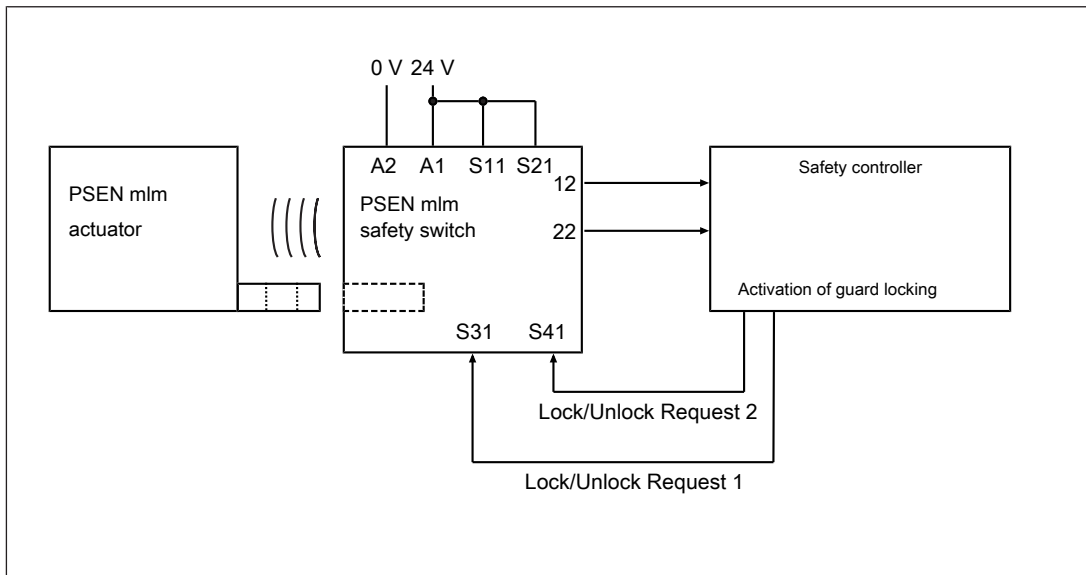 0 V 24 V
A2 A1 S11 S21
12
22
PSEN mlm
actuator
PSEN mlm
safety switch
S31 S41
Safety controller
Activation of guard locking
Lock/Unlock Request 2
Lock/Unlock Request 1